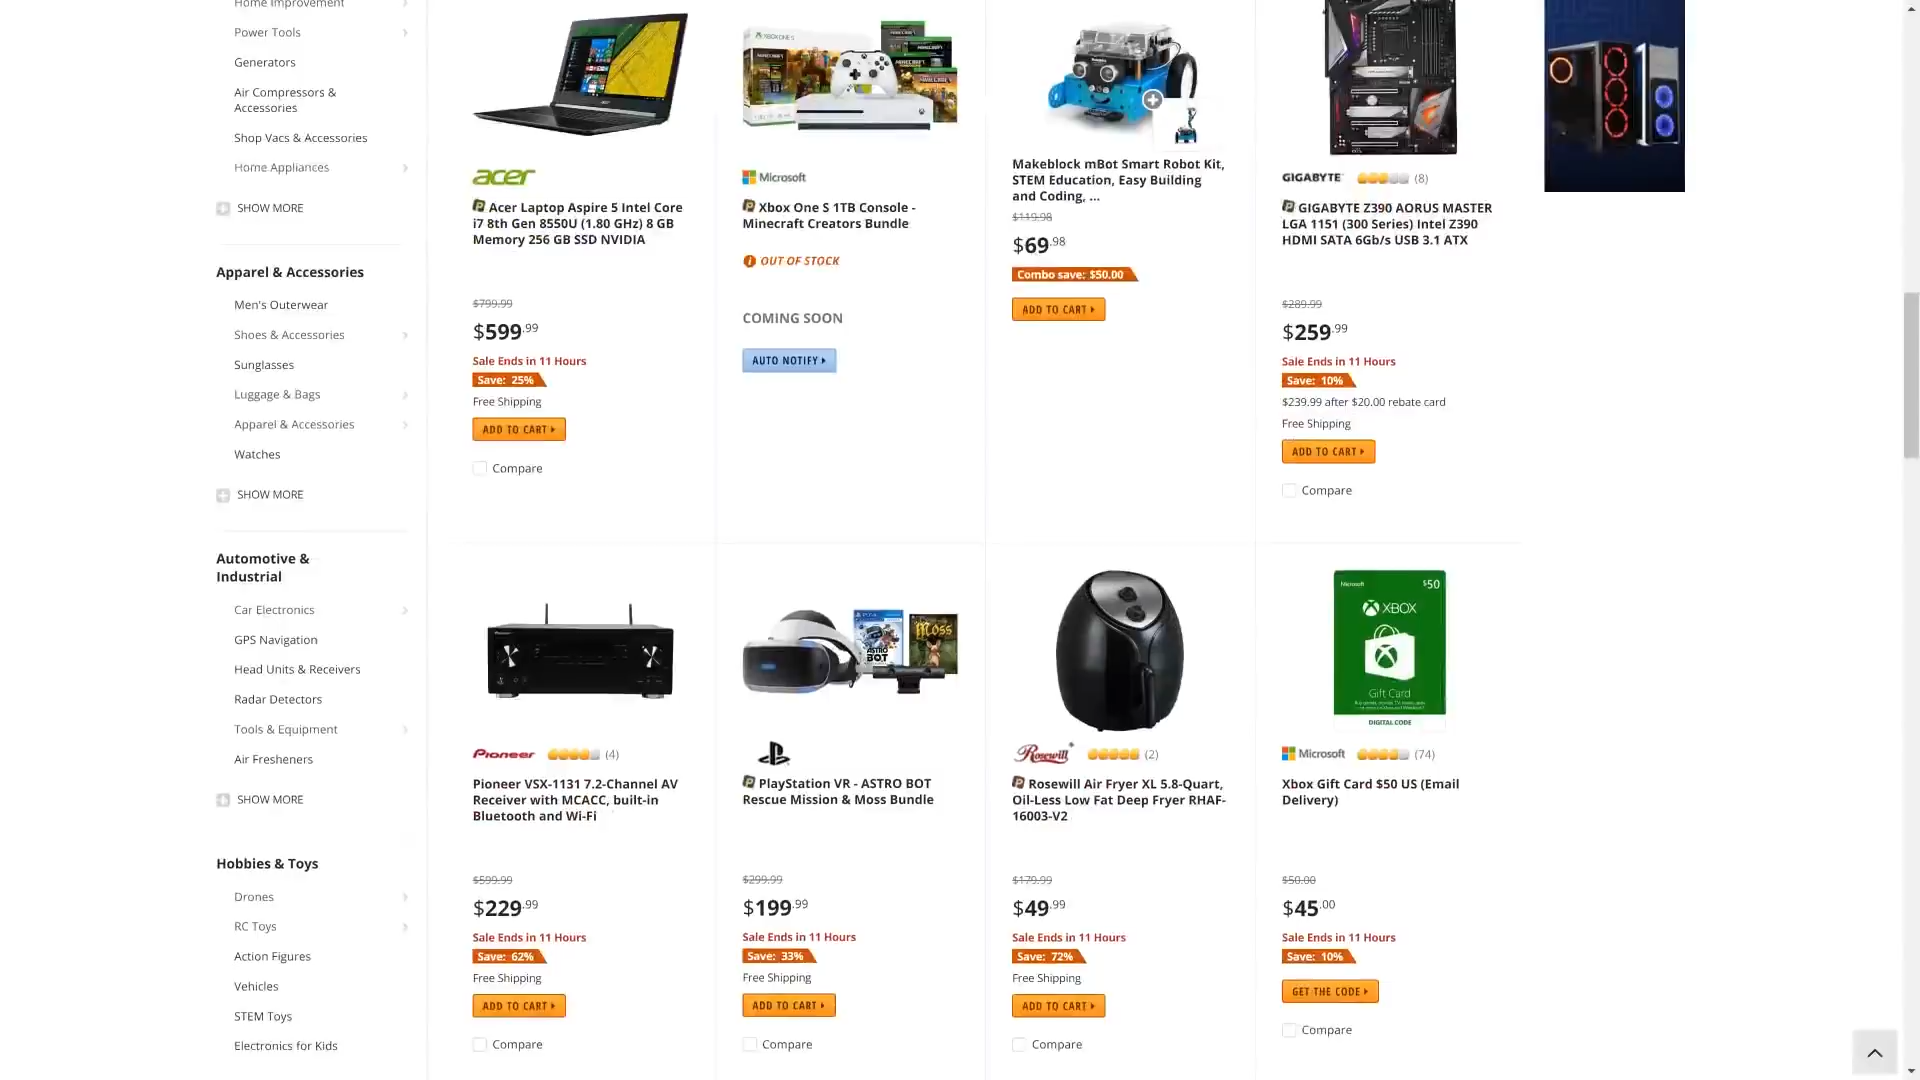 Home Improvement
Power Tools
Generators
Air Compressors &
Accessories
Shop Vacs & Accessories
Home Appliances
SHOW MORE
Apparel & Accessories
Men's Outerwear
Shoes & Accessories
Sunglasses
Luggage & Bags
Apparel & Accessories
Watches
SHOW MORE
Automotive &
Industrial
Car Electronics
GPS Navigation
Head Units & Receivers
Radar Detectors
Tools & Equipment
Air Fresheners
SHOW MORE
Hobbies & Toys
Drones
RC Toys
Action Figures
Vehicles
STEM Toys
Electronics for Kids
acer
Acer Laptop Aspire 5 Intel Core
i7 8th Gen 8550U (1.80 GHz) 8 GB
Memory 256 GB SSD NVIDIA
$799.99
$599.99
Sale Ends in 11 Hours
Save: 25%
Free Shipping
ADD TO CART
Compare
XBOX ONE S
Microsoft
Xbox One S 1TB Console -
Minecraft Creators Bundle
OUT OF STOCK
COMING SOON
AUTO NOTIFY
Makeblock mBot Smart Robot Kit,
STEM Education, Easy Building
and Coding, ...
$119.98
$69.98
Combo save: $50.00
ADD TO CART
GIGABYTE (8)
GIGABYTE Z390 AORUS MASTER
LGA 1151 (300 Series) Intel Z390
HDMI SATA 6Gb/s USB 3.1 ATX
$289.99
$259.99
Sale Ends in 11 Hours
Save: 10%
$239.99 after $20.00 rebate card
Free Shipping
ADD TO CART
Compare
Pioneer (4)
Pioneer VSX-1131 7.2-Channel AV
Receiver with MCACC, built-in
Bluetooth and Wi-Fi
$599.99
$229.99
Sale Ends in 11 Hours
Save: 62%
Free Shipping
ADD TO CART
Compare
ASTRO
BOT
Moss
PlayStation VR - ASTRO BOT
Rescue Mission & Moss Bundle
$299.99
$199.99
Sale Ends in 11 Hours
Save: 33%
Free Shipping
ADD TO CART
Compare
Rosewill (2)
Rosewill Air Fryer XL 5.8-Quart,
Oil-Less Low Fat Deep Fryer RHAF-
16003-V2
$179.99
$49.99
Sale Ends in 11 Hours
Save: 72%
Free Shipping
ADD TO CART
Compare
Microsoft $50
XBOX
Gift Card
DIGITAL CODE
Microsoft (74)
Xbox Gift Card $50 US (Email
Delivery)
$50.00
$45.00
Sale Ends in 11 Hours
Save: 10%
GET THE CODE
Compare